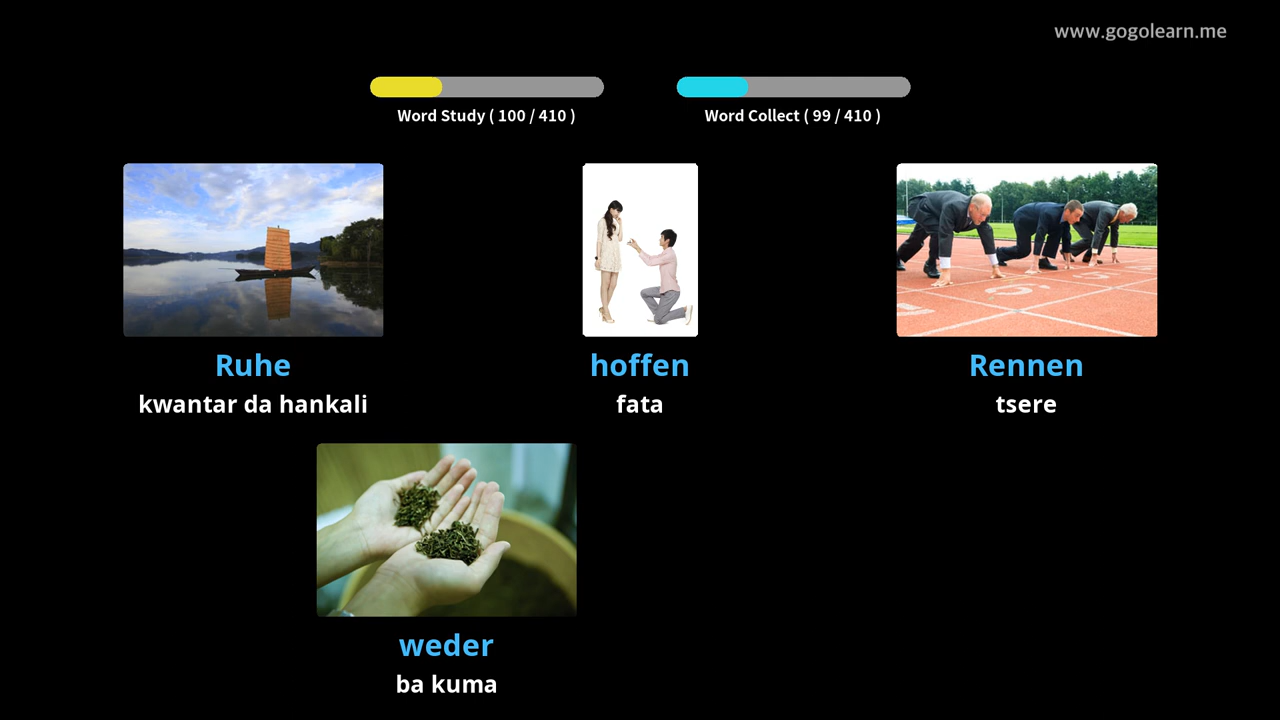 www.gogolearn.me
Word Study ( 100 / 410 )
Word Collect ( 99 / 410 )
Ruhe
kwantar da hankali
hoffen
fata
Rennen
tsere
weder
ba kuma